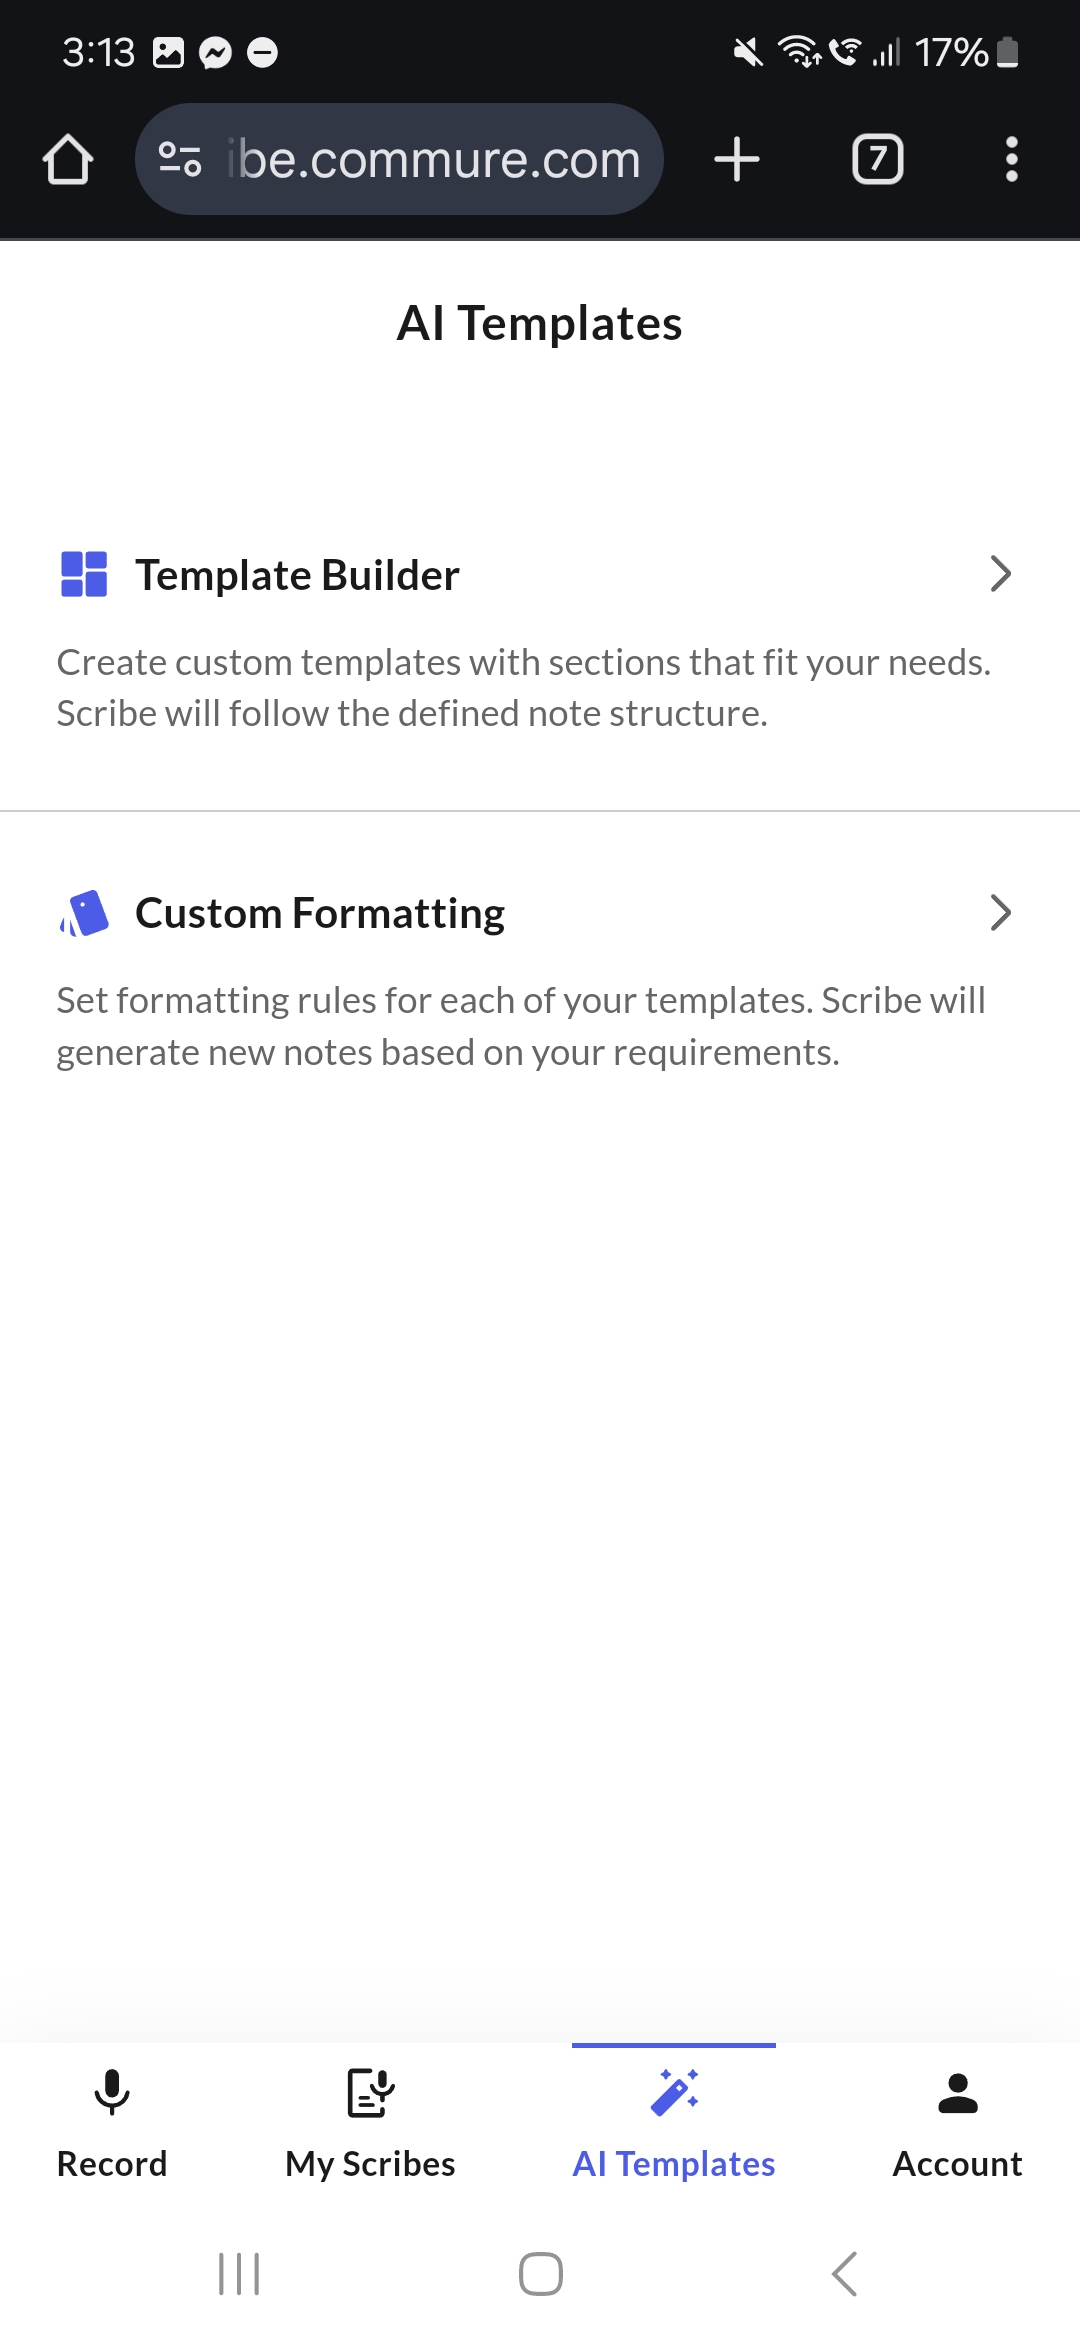 3:13
17%
ibe.commure.com
7
AI Templates
Template Builder
Create custom templates with sections that fit your needs.
Scribe will follow the defined note structure.
Custom Formatting
Set formatting rules for each of your templates. Scribe will
generate new notes based on your requirements.
Record
My Scribes
AI Templates
Account